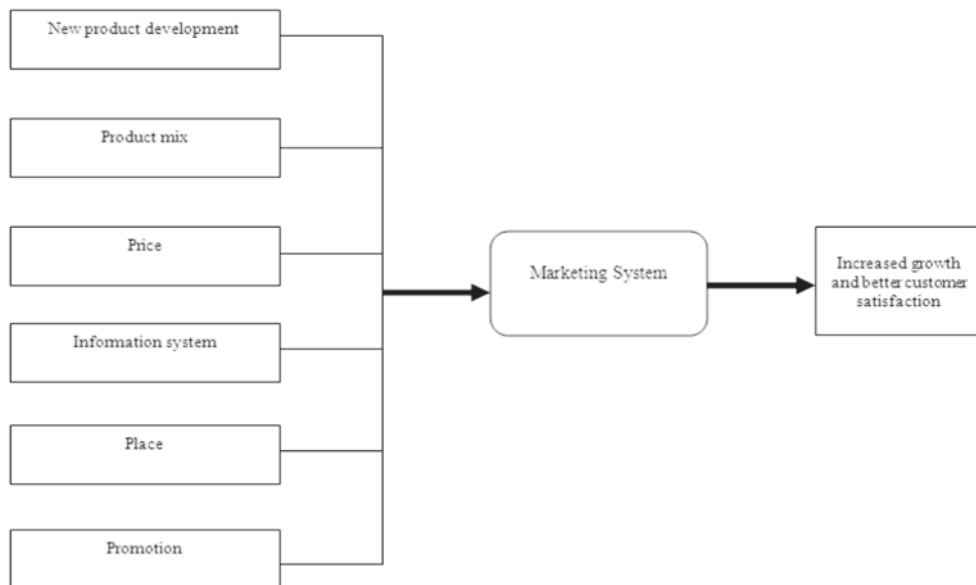 New product development
Product mix
Price
Information system
Place
Promotion
Marketing System
Increased growth
and better customer
satisfaction